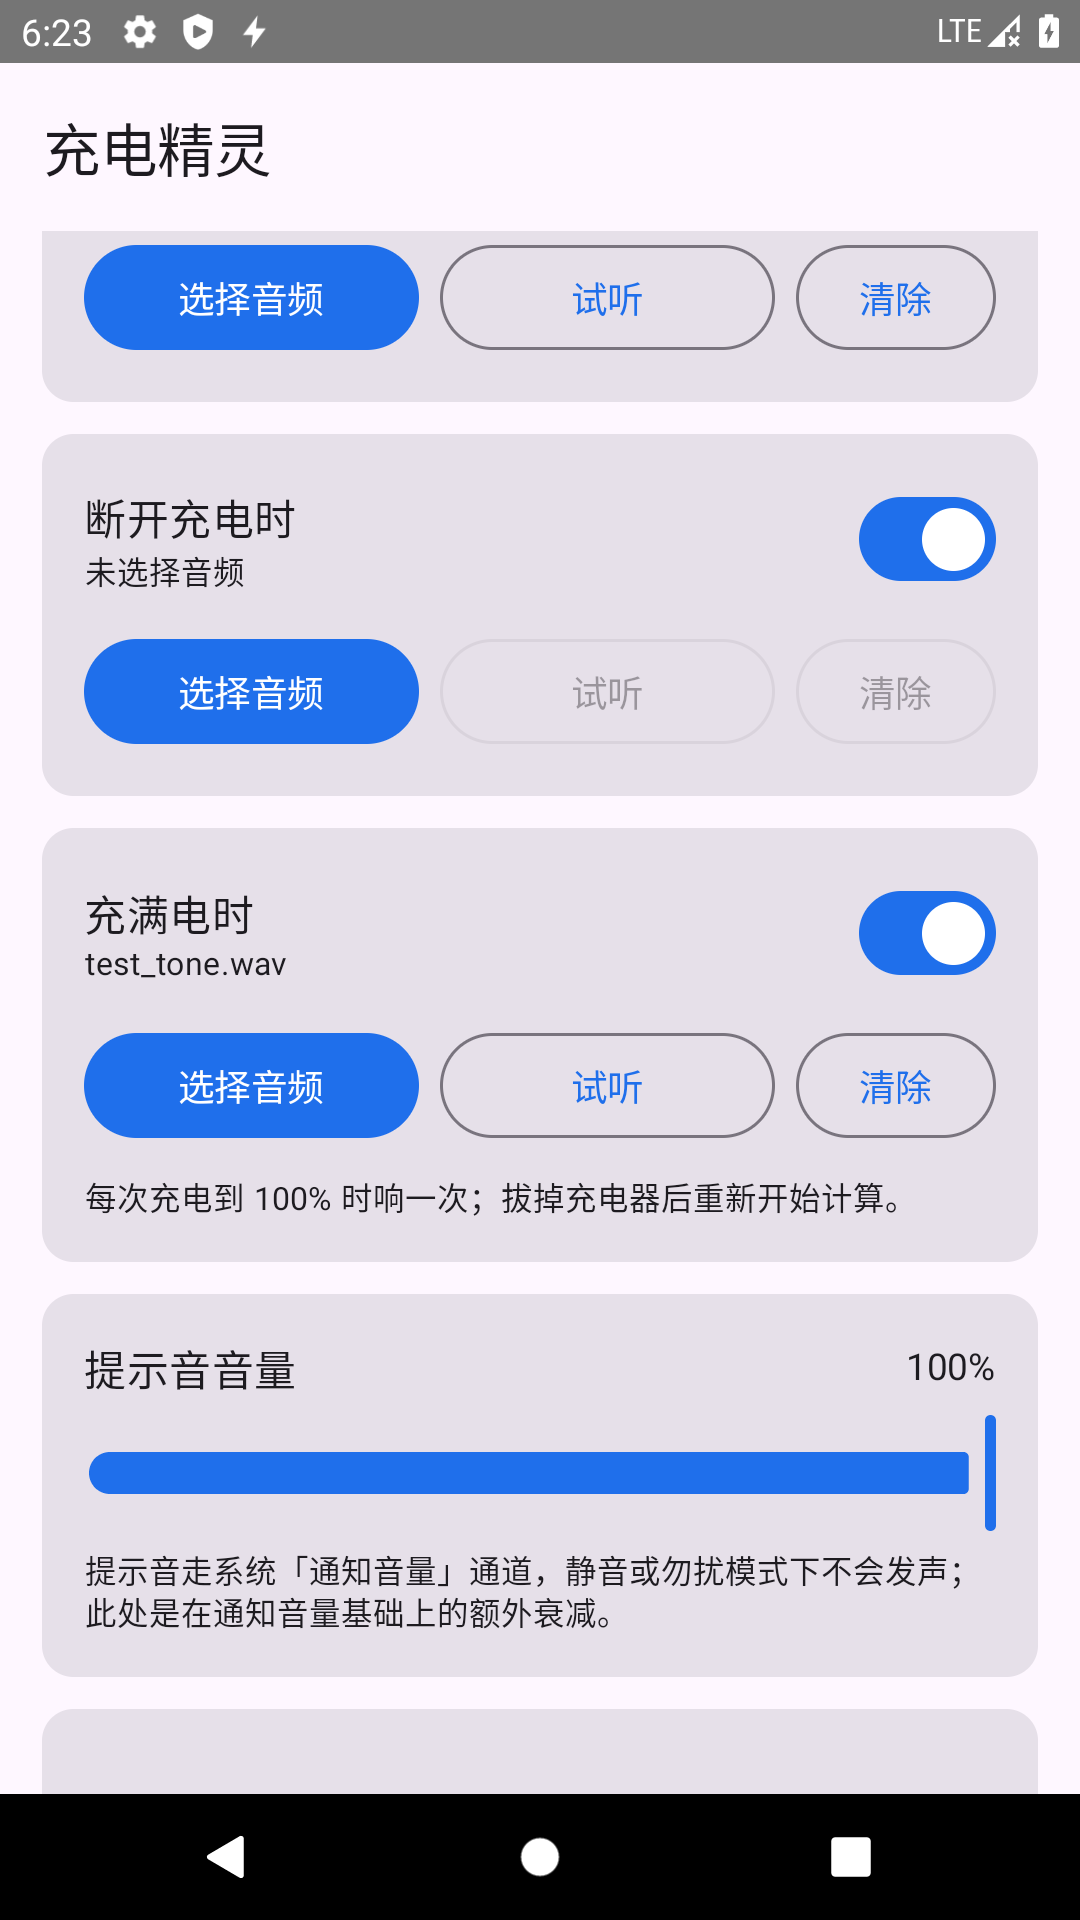 6:23 LTE
充电精灵
选择音频 试听 清除
断开充电时
未选择音频
选择音频 试听 清除
充满电时
test_tone.wav
选择音频 试听 清除
每次充电到 100% 时响一次；拔掉充电器后重新开始计算。
提示音音量 100%
提示音走系统「通知音量」通道，静音或勿扰模式下不会发声；
此处是在通知音量基础上的额外衰减。